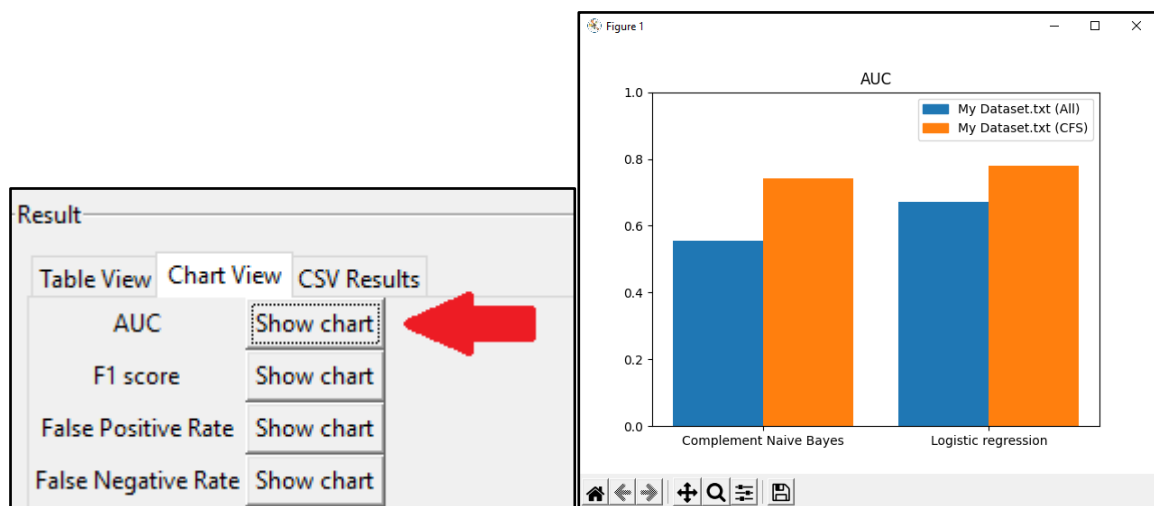 Result
Table View Chart View CSV Results
AUC Show chart
F1 score Show chart
False Positive Rate Show chart
False Negative Rate Show chart
Figure 1
AUC
My Dataset.txt (All)
My Dataset.txt (CFS)
1.0
0.8
0.6
0.4
0.2
0.0
Complement Naive Bayes Logistic regression